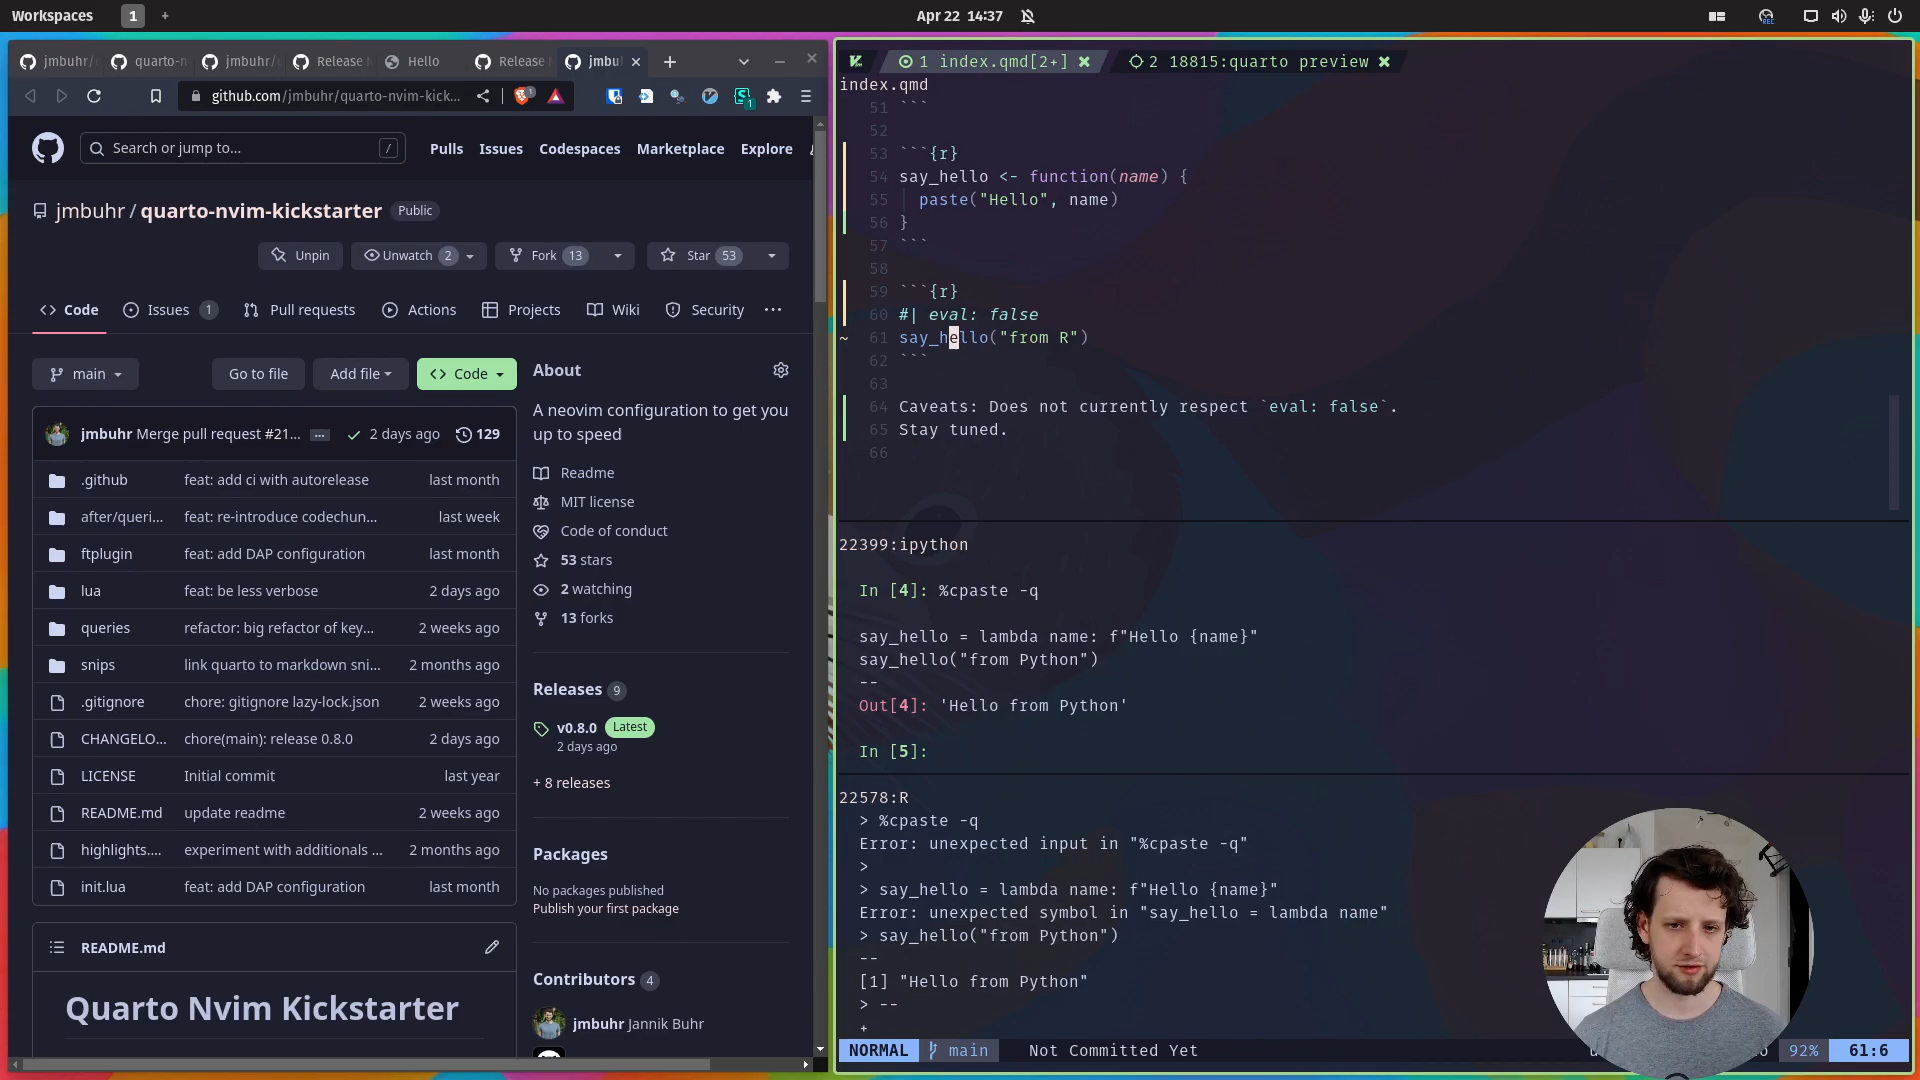 Workspaces 1 + Apr 22 14:37
jmbuhr/ quarto-n jmbuhr/ Release Hello Release jmbul
github.com/jmbuhr/quarto-nvim-kick... 1 1
Search or jump to... /
Pulls Issues Codespaces Marketplace Explore
jmbuhr / quarto-nvim-kickstarter Public
Unpin Unwatch 2 Fork 13 Star 53
Code Issues 1 Pull requests Actions Projects Wiki Security ...
main Go to file Add file Code
jmbuhr Merge pull request #21... ... 2 days ago 129
.github feat: add ci with autorelease last month
after/queri... feat: re-introduce codechun... last week
ftplugin feat: add DAP configuration last month
lua feat: be less verbose 2 days ago
queries refactor: big refactor of key... 2 weeks ago
snips link quarto to markdown sni... 2 months ago
.gitignore chore: gitignore lazy-lock.json 2 weeks ago
CHANGELO... chore(main): release 0.8.0 2 days ago
LICENSE Initial commit last year
README.md update readme 2 weeks ago
highlights.... experiment with additionals ... 2 months ago
init.lua feat: add DAP configuration last month
README.md
Quarto Nvim Kickstarter
About
A neovim configuration to get you
up to speed
Readme
MIT license
Code of conduct
53 stars
2 watching
13 forks
Releases 9
v0.8.0 Latest
2 days ago
+ 8 releases
Packages
No packages published
Publish your first package
Contributors 4
jmbuhr Jannik Buhr
1 index.qmd[2+] 2 18815:quarto preview
index.qmd
51 ```
52
53 ```{r}
54 say_hello <- function(name) {
55 paste("Hello", name)
56 }
57 ```
58
59 ```{r}
60 #| eval: false
~ 61 say_hello("from R")
62 ```
63
64 Caveats: Does not currently respect `eval: false`.
65 Stay tuned.
66
22399:ipython
In [4]: %cpaste -q
say_hello = lambda name: f"Hello {name}"
say_hello("from Python")
--
Out[4]: 'Hello from Python'
In [5]:
22578:R
> %cpaste -q
Error: unexpected input in "%cpaste -q"
>
> say_hello = lambda name: f"Hello {name}"
Error: unexpected symbol in "say_hello = lambda name"
> say_hello("from Python")
--
[1] "Hello from Python"
> --
+
NORMAL main Not Committed Yet 92% 61:6